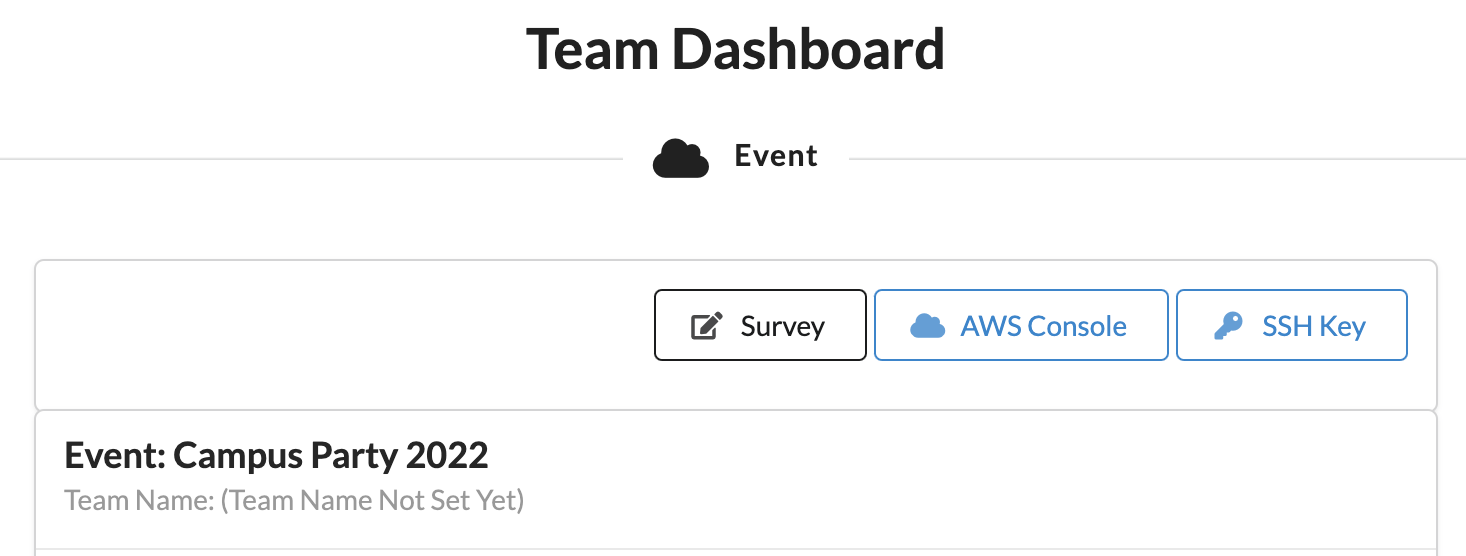 Team Dashboard
Event
Survey
AWS Console
SSH Key
Event: Campus Party 2022
Team Name: (Team Name Not Set Yet)